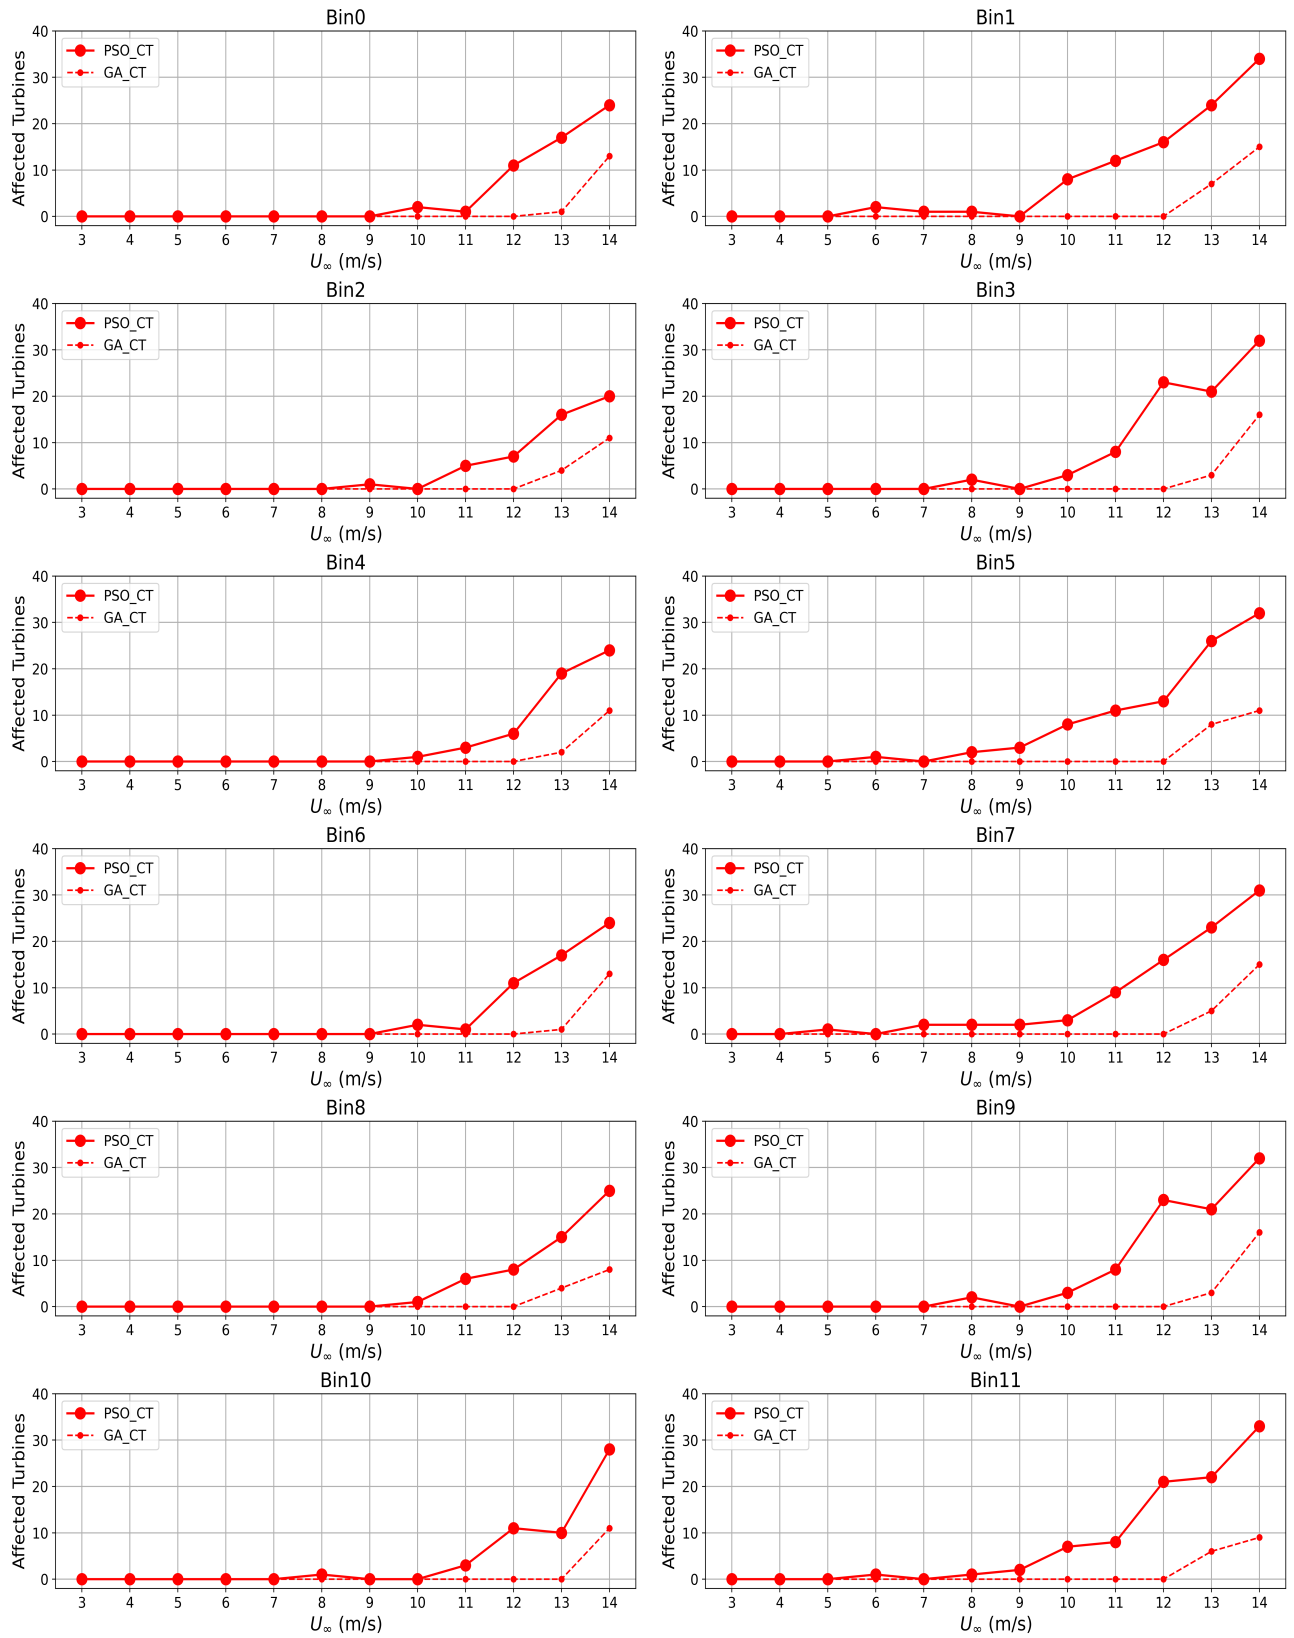 Bin0
Affected Turbines
40
30
20
10
0
PSO_CT
GA_CT
3 4 5 6 7 8 9 10 11 12 13 14
U∞ (m/s)
Bin1
Affected Turbines
40
30
20
10
0
PSO_CT
GA_CT
3 4 5 6 7 8 9 10 11 12 13 14
U∞ (m/s)
Bin2
Affected Turbines
40
30
20
10
0
PSO_CT
GA_CT
3 4 5 6 7 8 9 10 11 12 13 14
U∞ (m/s)
Bin3
Affected Turbines
40
30
20
10
0
PSO_CT
GA_CT
3 4 5 6 7 8 9 10 11 12 13 14
U∞ (m/s)
Bin4
Affected Turbines
40
30
20
10
0
PSO_CT
GA_CT
3 4 5 6 7 8 9 10 11 12 13 14
U∞ (m/s)
Bin5
Affected Turbines
40
30
20
10
0
PSO_CT
GA_CT
3 4 5 6 7 8 9 10 11 12 13 14
U∞ (m/s)
Bin6
Affected Turbines
40
30
20
10
0
PSO_CT
GA_CT
3 4 5 6 7 8 9 10 11 12 13 14
U∞ (m/s)
Bin7
Affected Turbines
40
30
20
10
0
PSO_CT
GA_CT
3 4 5 6 7 8 9 10 11 12 13 14
U∞ (m/s)
Bin8
Affected Turbines
40
30
20
10
0
PSO_CT
GA_CT
3 4 5 6 7 8 9 10 11 12 13 14
U∞ (m/s)
Bin9
Affected Turbines
40
30
20
10
0
PSO_CT
GA_CT
3 4 5 6 7 8 9 10 11 12 13 14
U∞ (m/s)
Bin10
Affected Turbines
40
30
20
10
0
PSO_CT
GA_CT
3 4 5 6 7 8 9 10 11 12 13 14
U∞ (m/s)
Bin11
Affected Turbines
40
30
20
10
0
PSO_CT
GA_CT
3 4 5 6 7 8 9 10 11 12 13 14
U∞ (m/s)